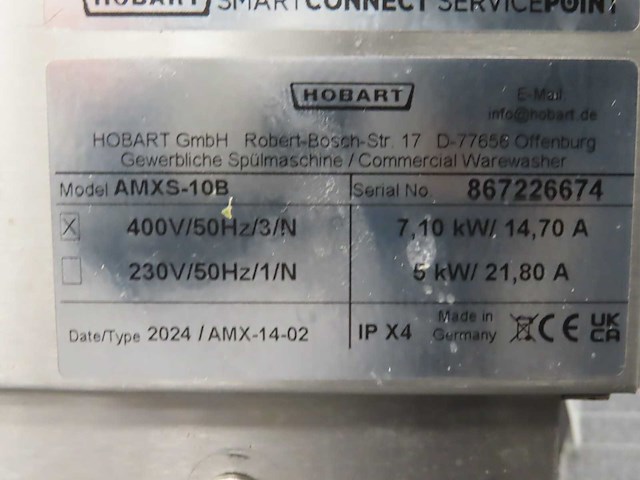 HOBART SMARTCONNECT SERVICEPOINT
HOBART
E-Mail
info@hobart.de
HOBART GmbH Robert-Bosch-Str. 17 D-77656 Offenburg
Gewerbliche Spülmaschine / Commercial Warewasher
Model AMXS-10B Serial No. 867226674
X 400V/50Hz/3/N 7,10 kW/ 14,70 A
230V/50Hz/1/N 5 kW/ 21,80 A
Date/Type 2024 / AMX-14-02 IP X4 Made in Germany CE UKCA